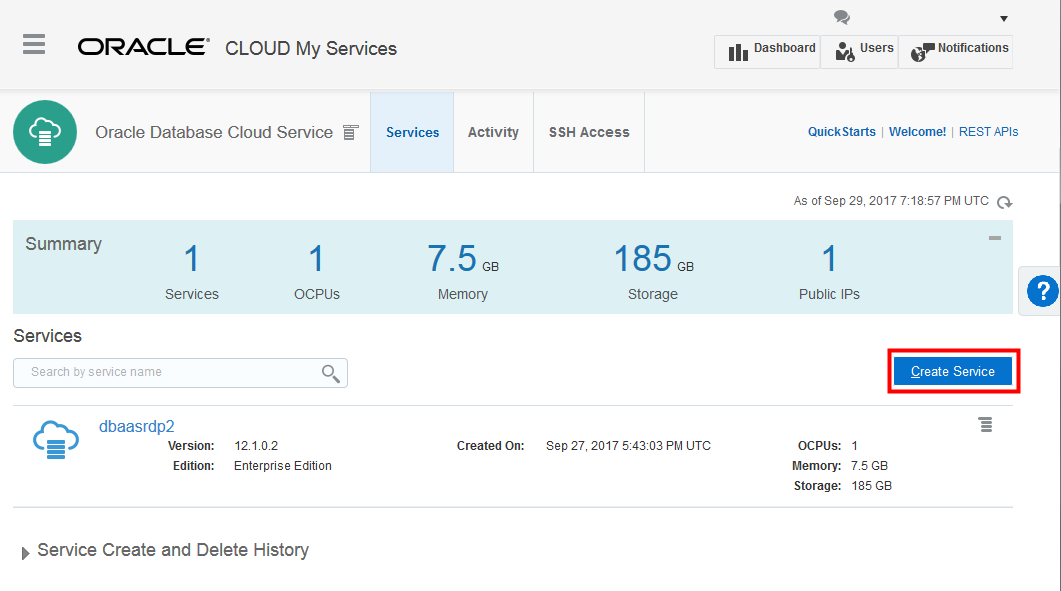 ORACLE® CLOUD My Services
Dashboard Users Notifications
Oracle Database Cloud Service Services Activity SSH Access QuickStarts | Welcome! | REST APIs
As of Sep 29, 2017 7:18:57 PM UTC
Summary
1 1 7.5 GB 185 GB 1
Services OCPUs Memory Storage Public IPs
?
Services
Search by service name Create Service
dbaasrdp2
Version: 12.1.0.2 Created On: Sep 27, 2017 5:43:03 PM UTC OCPUs: 1
Edition: Enterprise Edition Memory: 7.5 GB
Storage: 185 GB
Service Create and Delete History